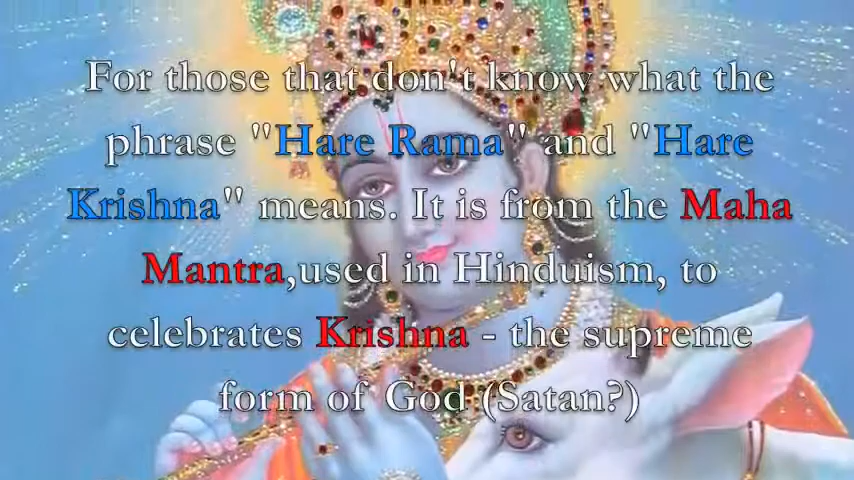 For those that don't know what the
phrase "Hare Rama" and "Hare
Krishna" means. It is from the Maha
Mantra,used in Hinduism, to
celebrates Krishna - the supreme
form of God (Satan?)